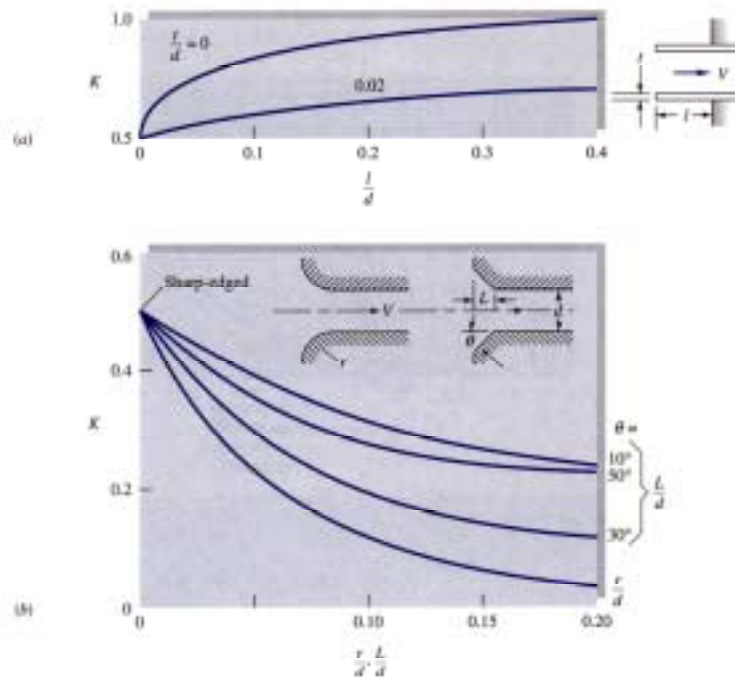 1.0
t/d = 0
K
0.02
V
t
(a)
0.5
0
0.1
0.2
0.3
0.4
l
l/d
0.6
Sharp-edged
V
L
d
θ
r
0.4
K
θ =
10°
50°
L/d
0.2
30°
r/d
(b)
0
0.10
0.15
0.20
r/d, L/d